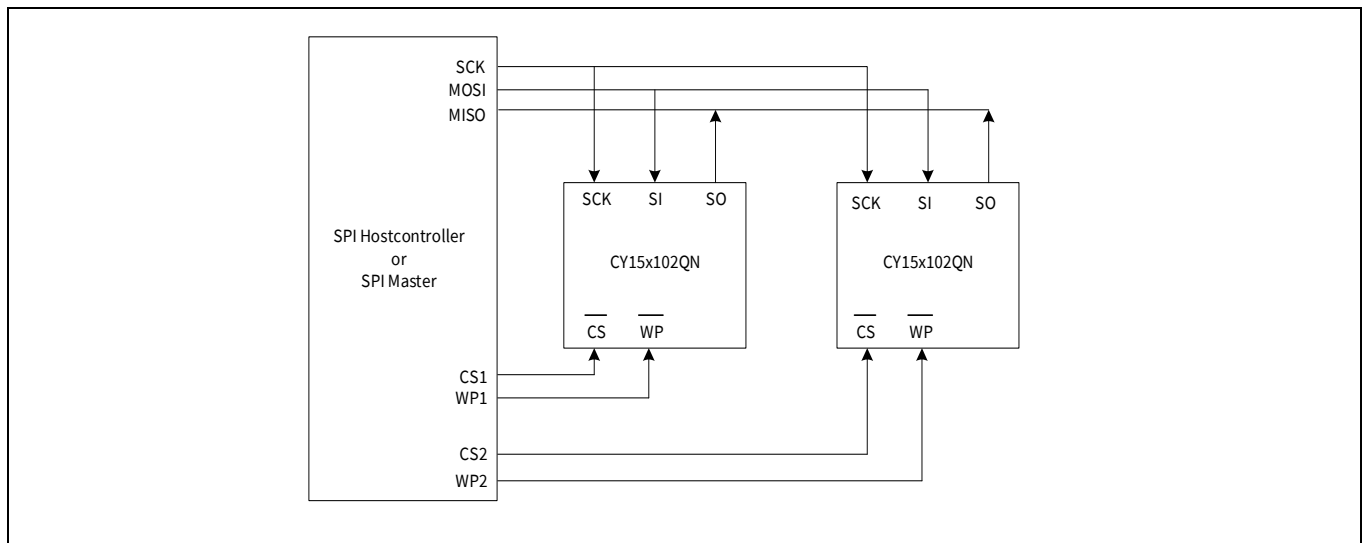 SCK
MOSI
MISO
SCK SI SO
SCK SI SO
SPI Hostcontroller
or
SPI Master
CY15x102QN
CY15x102QN
CS WP
CS WP
CS1
WP1
CS2
WP2